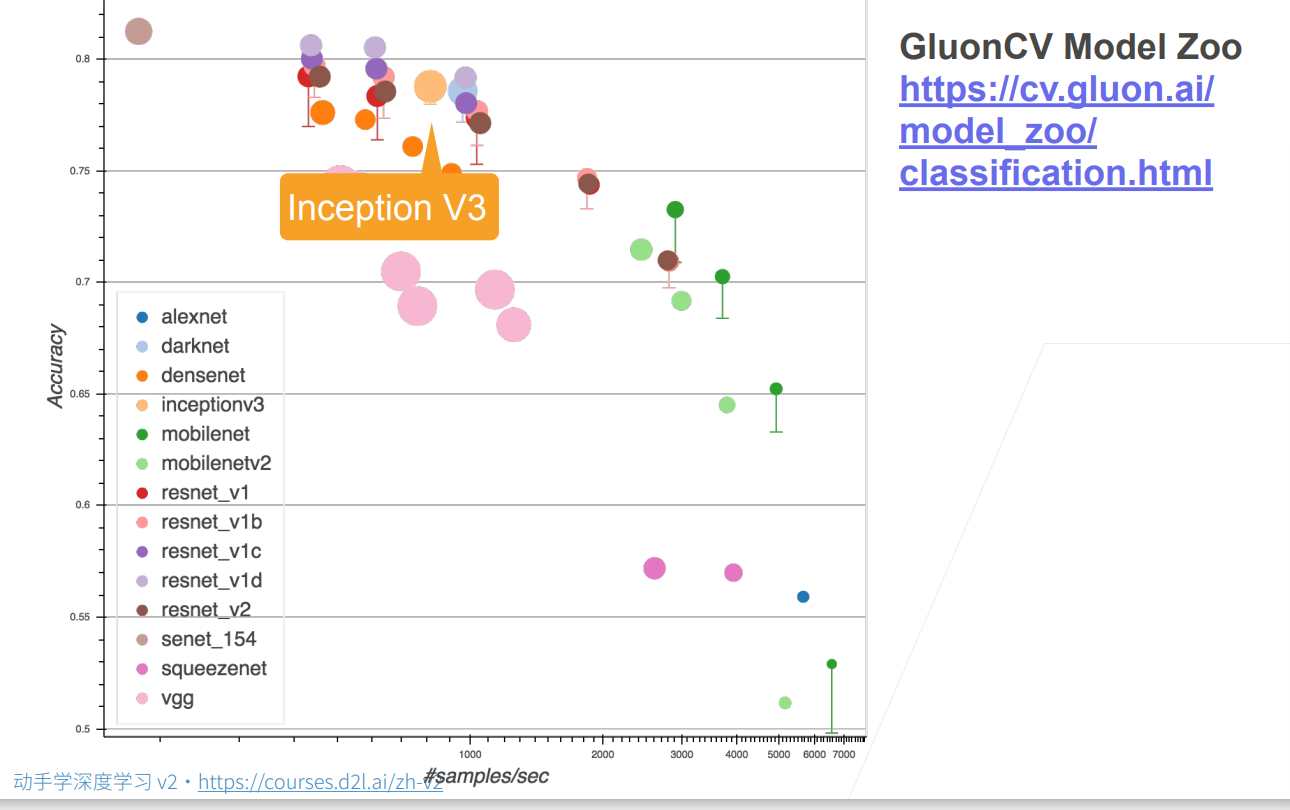 GluonCV Model Zoo
https://cv.gluon.ai/
model_zoo/
classification.html
0.8
0.75
0.7
0.65
0.6
0.55
0.5
Accuracy
Inception V3
alexnet
darknet
densenet
inceptionv3
mobilenet
mobilenetv2
resnet_v1
resnet_v1b
resnet_v1c
resnet_v1d
resnet_v2
senet_154
squeezenet
vgg
1000 2000 3000 4000 5000 6000 7000
#samples/sec
动手学深度学习 v2 · https://courses.d2l.ai/zh-v2